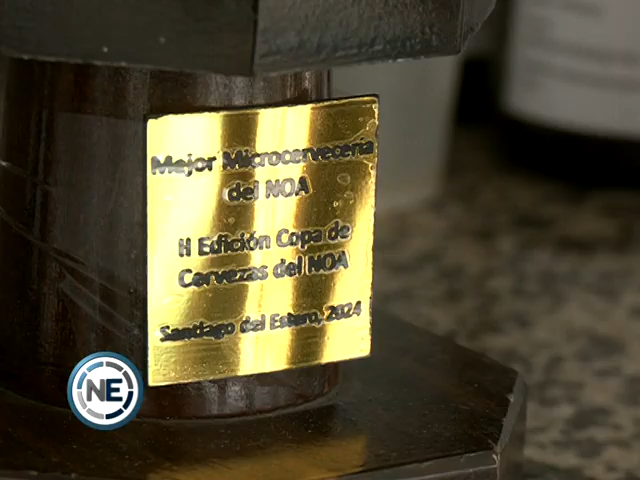 Mejor Microcervecería
del NOA
II Edición Copa de
Cervezas del NOA
Santiago del Estero, 2024
NE